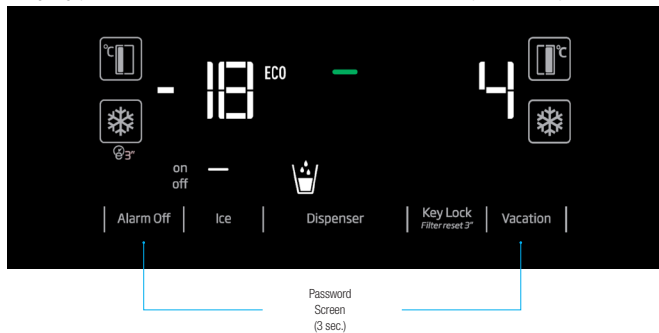 °C
°C
- 18
ECO
4
3"
on
off
Alarm Off
Ice
Dispenser
Key Lock
Filter reset 3"
Vacation
Password
Screen
(3 sec.)